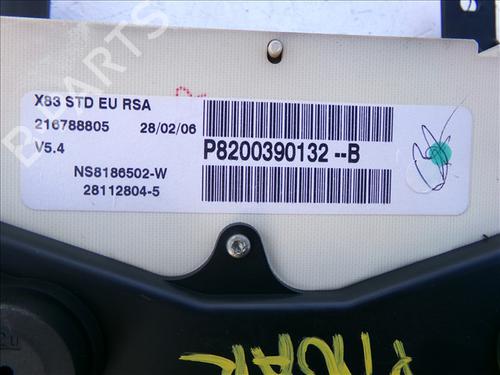 X83 STD EU RSA
216788805 28/02/06
V5.4
P8200390132--B
NS8186502-W
28112804-5